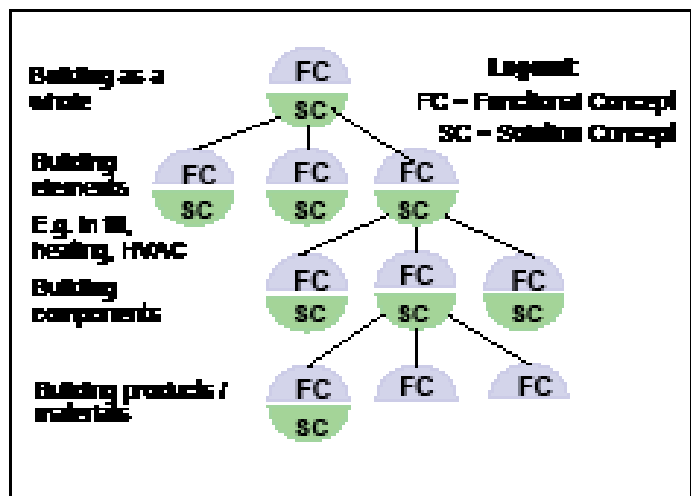 Building as a
whole
FC
SC
Legend:
FC – Functional Concept
SC – Solution Concept
Building
elements
E.g. in fill,
heating, HVAC
FC
SC
FC
SC
FC
SC
Building
components
FC
SC
FC
SC
FC
SC
Building products /
materials
FC
SC
FC
FC